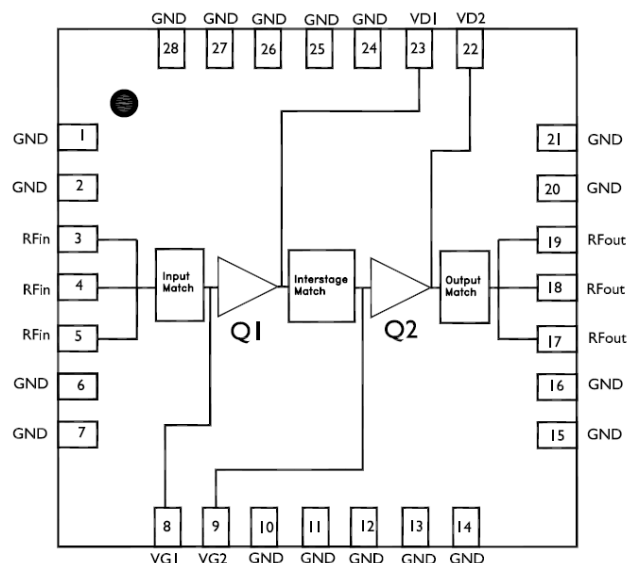 GND GND GND GND GND VD1 VD2
28 27 26 25 24 23 22
GND 1
GND 2
RFin 3
RFin 4
RFin 5
GND 6
GND 7
21 GND
20 GND
19 RFout
18 RFout
17 RFout
16 GND
15 GND
Input
Match
Q1
Interstage
Match
Q2
Output
Match
8 9 10 11 12 13 14
VG1 VG2 GND GND GND GND GND